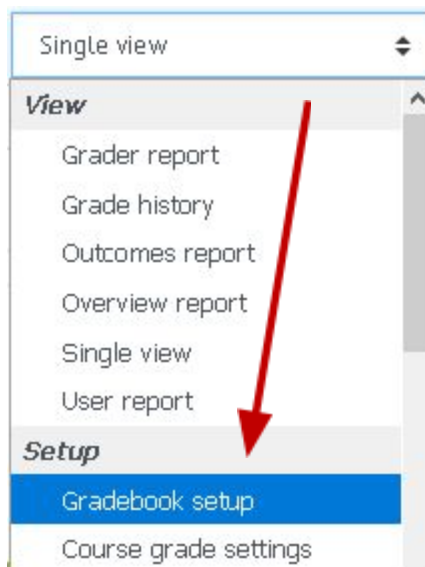 Single view
View
Grader report
Grade history
Outcomes report
Overview report
Single view
User report
Setup
Gradebook setup
Course grade settings